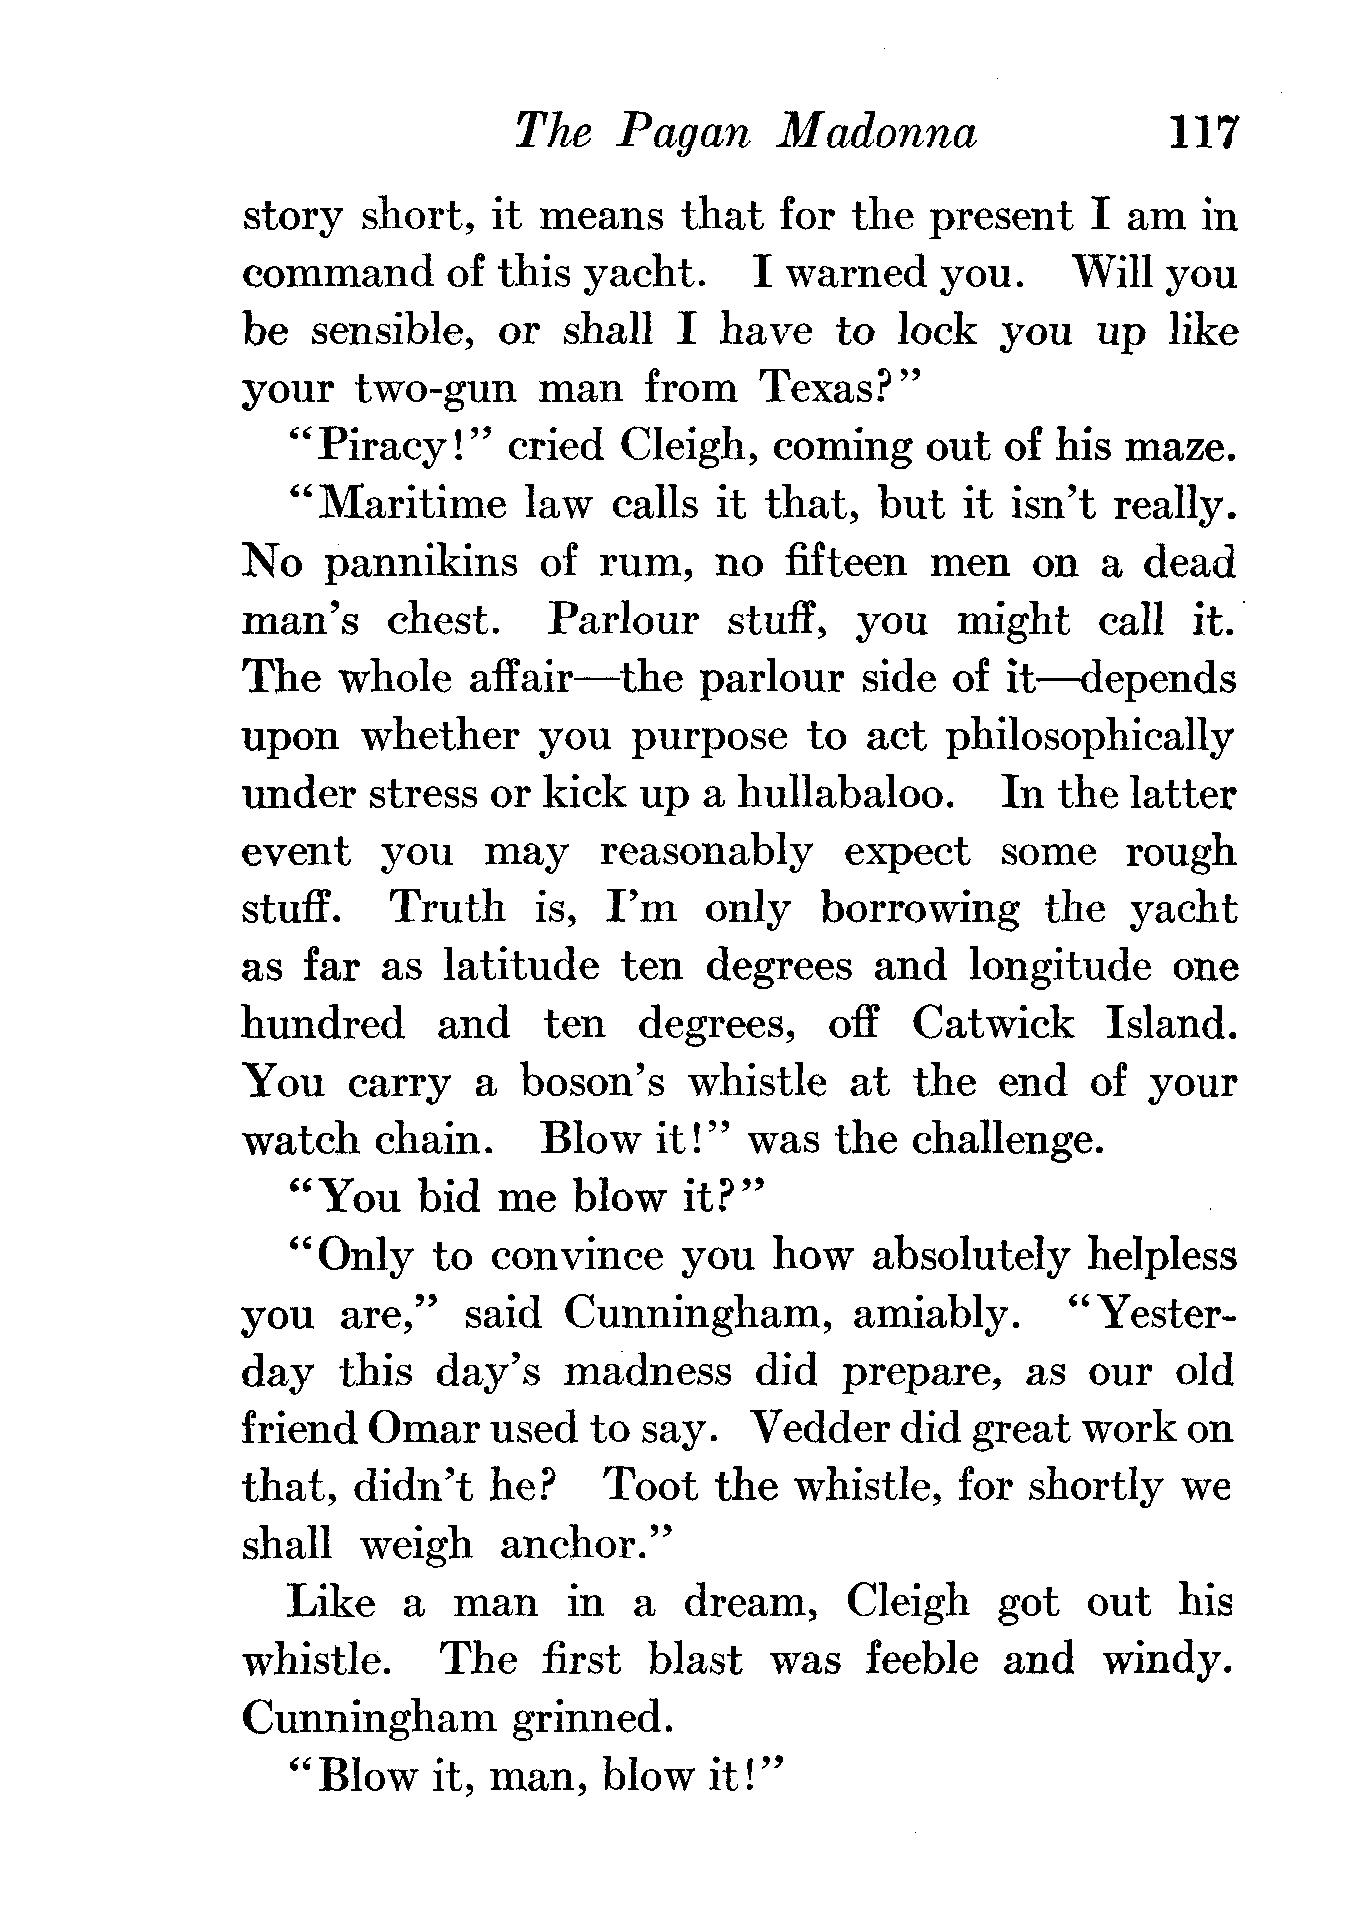 The Pagan Madonna 117
story short, it means that for the present I am in
command of this yacht. I warned you. Will you
be sensible, or shall I have to lock you up like
your two-gun man from Texas?"
"Piracy!" cried Cleigh, coming out of his maze.
"Maritime law calls it that, but it isn't really.
No pannikins of rum, no fifteen men on a dead
man's chest. Parlour stuff, you might call it.
The whole affair—the parlour side of it—depends
upon whether you purpose to act philosophically
under stress or kick up a hullabaloo. In the latter
event you may reasonably expect some rough
stuff. Truth is, I'm only borrowing the yacht
as far as latitude ten degrees and longitude one
hundred and ten degrees, off Catwick Island.
You carry a boson's whistle at the end of your
watch chain. Blow it!" was the challenge.
"You bid me blow it?"
"Only to convince you how absolutely helpless
you are," said Cunningham, amiably. "Yester-
day this day's madness did prepare, as our old
friend Omar used to say. Vedder did great work on
that, didn't he? Toot the whistle, for shortly we
shall weigh anchor."
Like a man in a dream, Cleigh got out his
whistle. The first blast was feeble and windy.
Cunningham grinned.
"Blow it, man, blow it!"